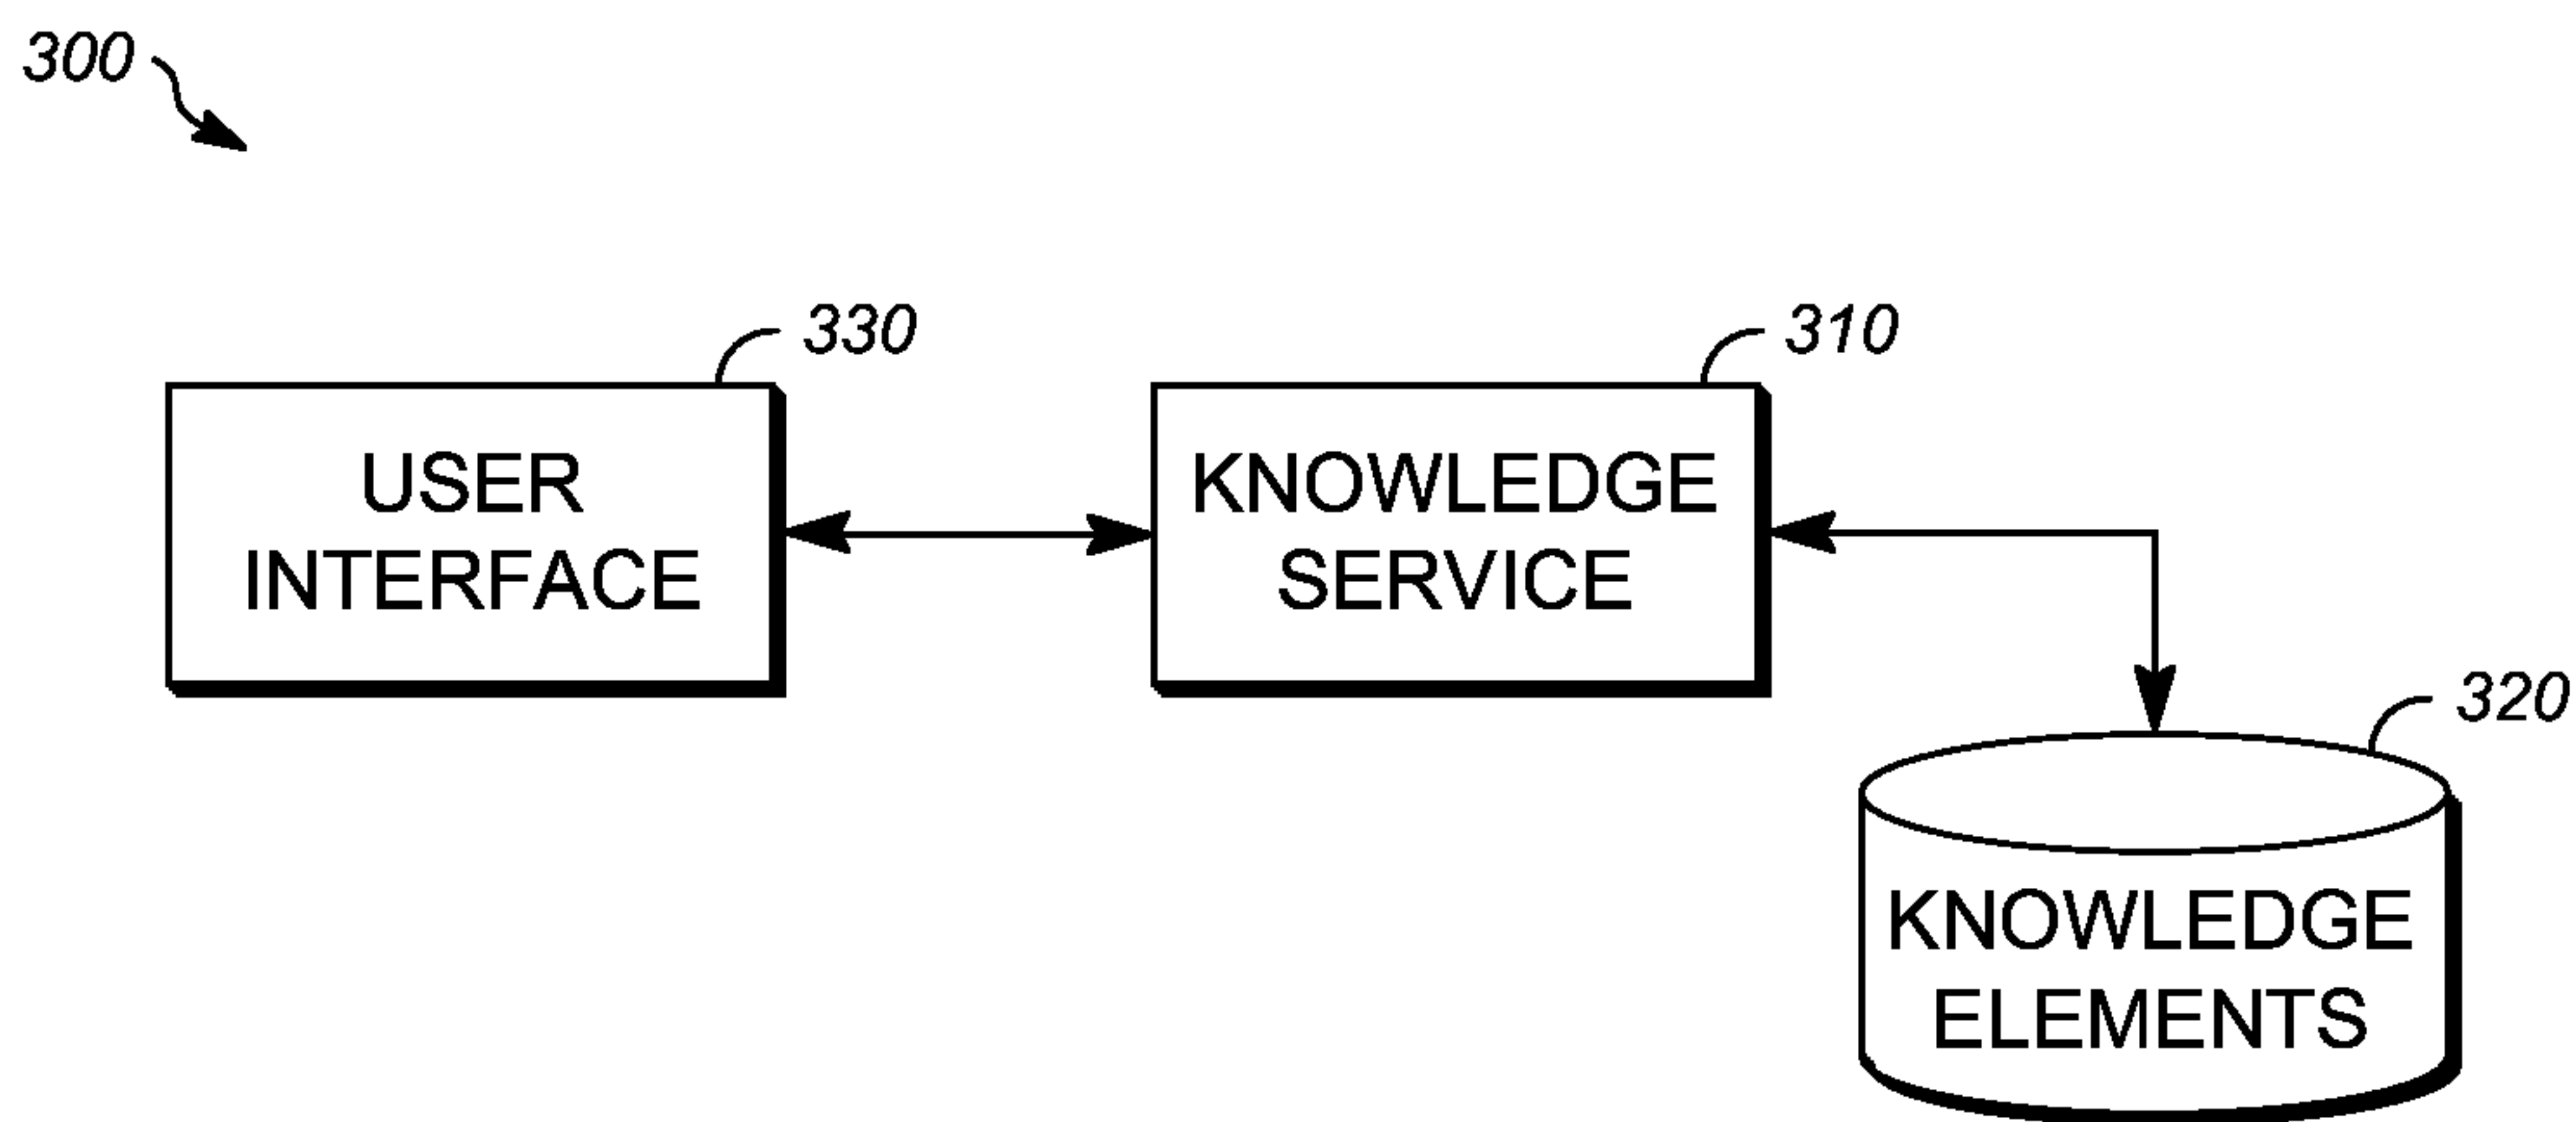 300
330
310
USER
INTERFACE
KNOWLEDGE
SERVICE
320
KNOWLEDGE
ELEMENTS